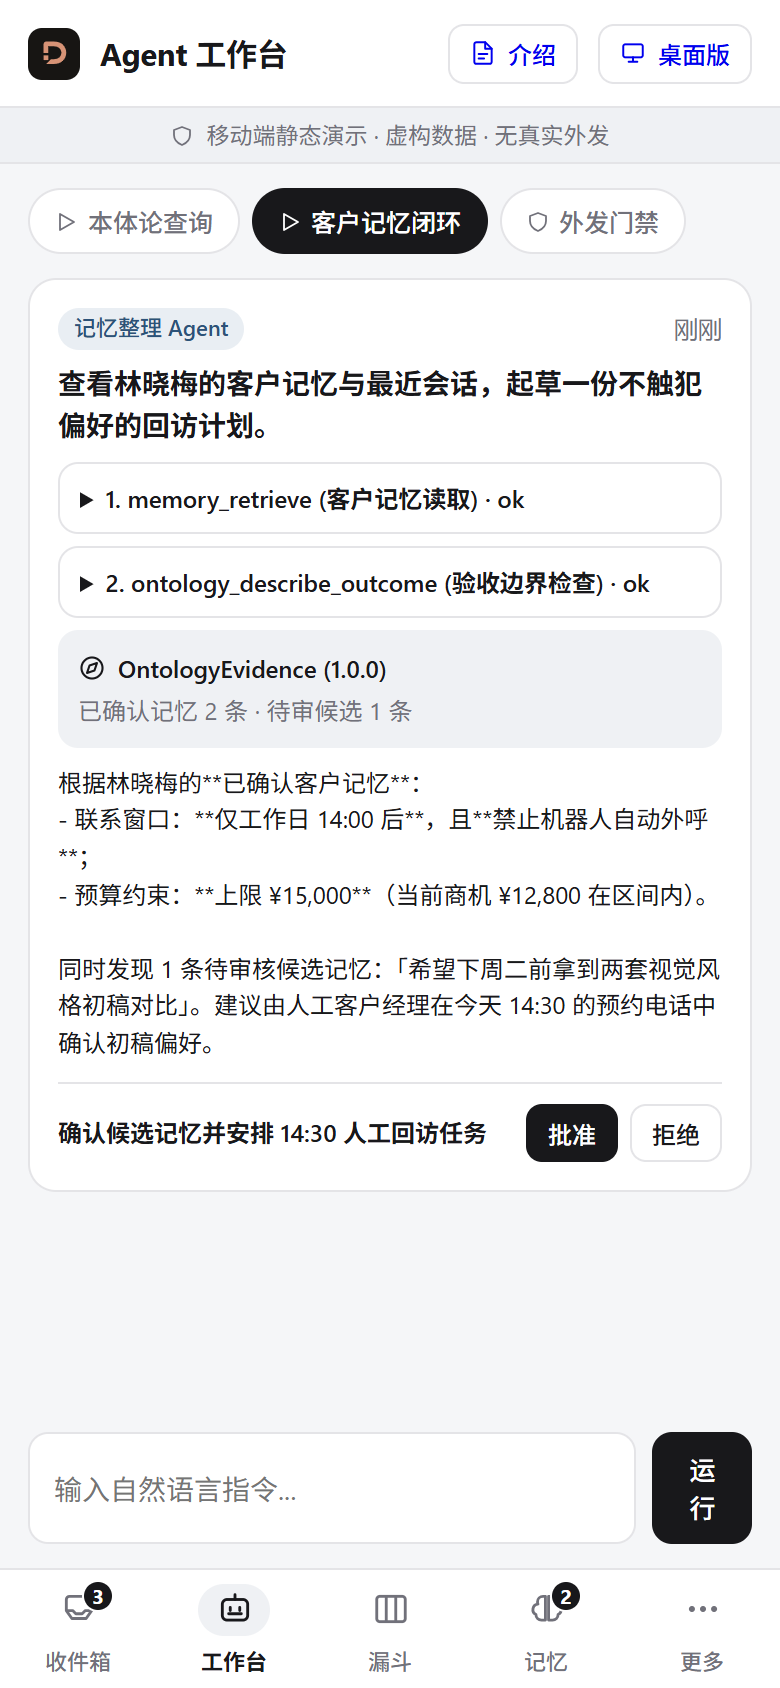 Agent 工作台
介绍
桌面版
移动端静态演示 · 虚构数据 · 无真实外发
本体论查询
客户记忆闭环
外发门禁
记忆整理 Agent
刚刚
查看林晓梅的客户记忆与最近会话，起草一份不触犯
偏好的回访计划。
1. memory_retrieve (客户记忆读取) · ok
2. ontology_describe_outcome (验收边界检查) · ok
OntologyEvidence (1.0.0)
已确认记忆 2 条 · 待审候选 1 条
根据林晓梅的**已确认客户记忆**：
- 联系窗口：**仅工作日 14:00 后**，且**禁止机器人自动外呼
**；
- 预算约束：**上限 ¥15,000**（当前商机 ¥12,800 在区间内）。
同时发现 1 条待审核候选记忆：「希望下周二前拿到两套视觉风
格初稿对比」。建议由人工客户经理在今天 14:30 的预约电话中
确认初稿偏好。
确认候选记忆并安排 14:30 人工回访任务
批准
拒绝
输入自然语言指令...
运
行
3
2
收件箱
工作台
漏斗
记忆
更多